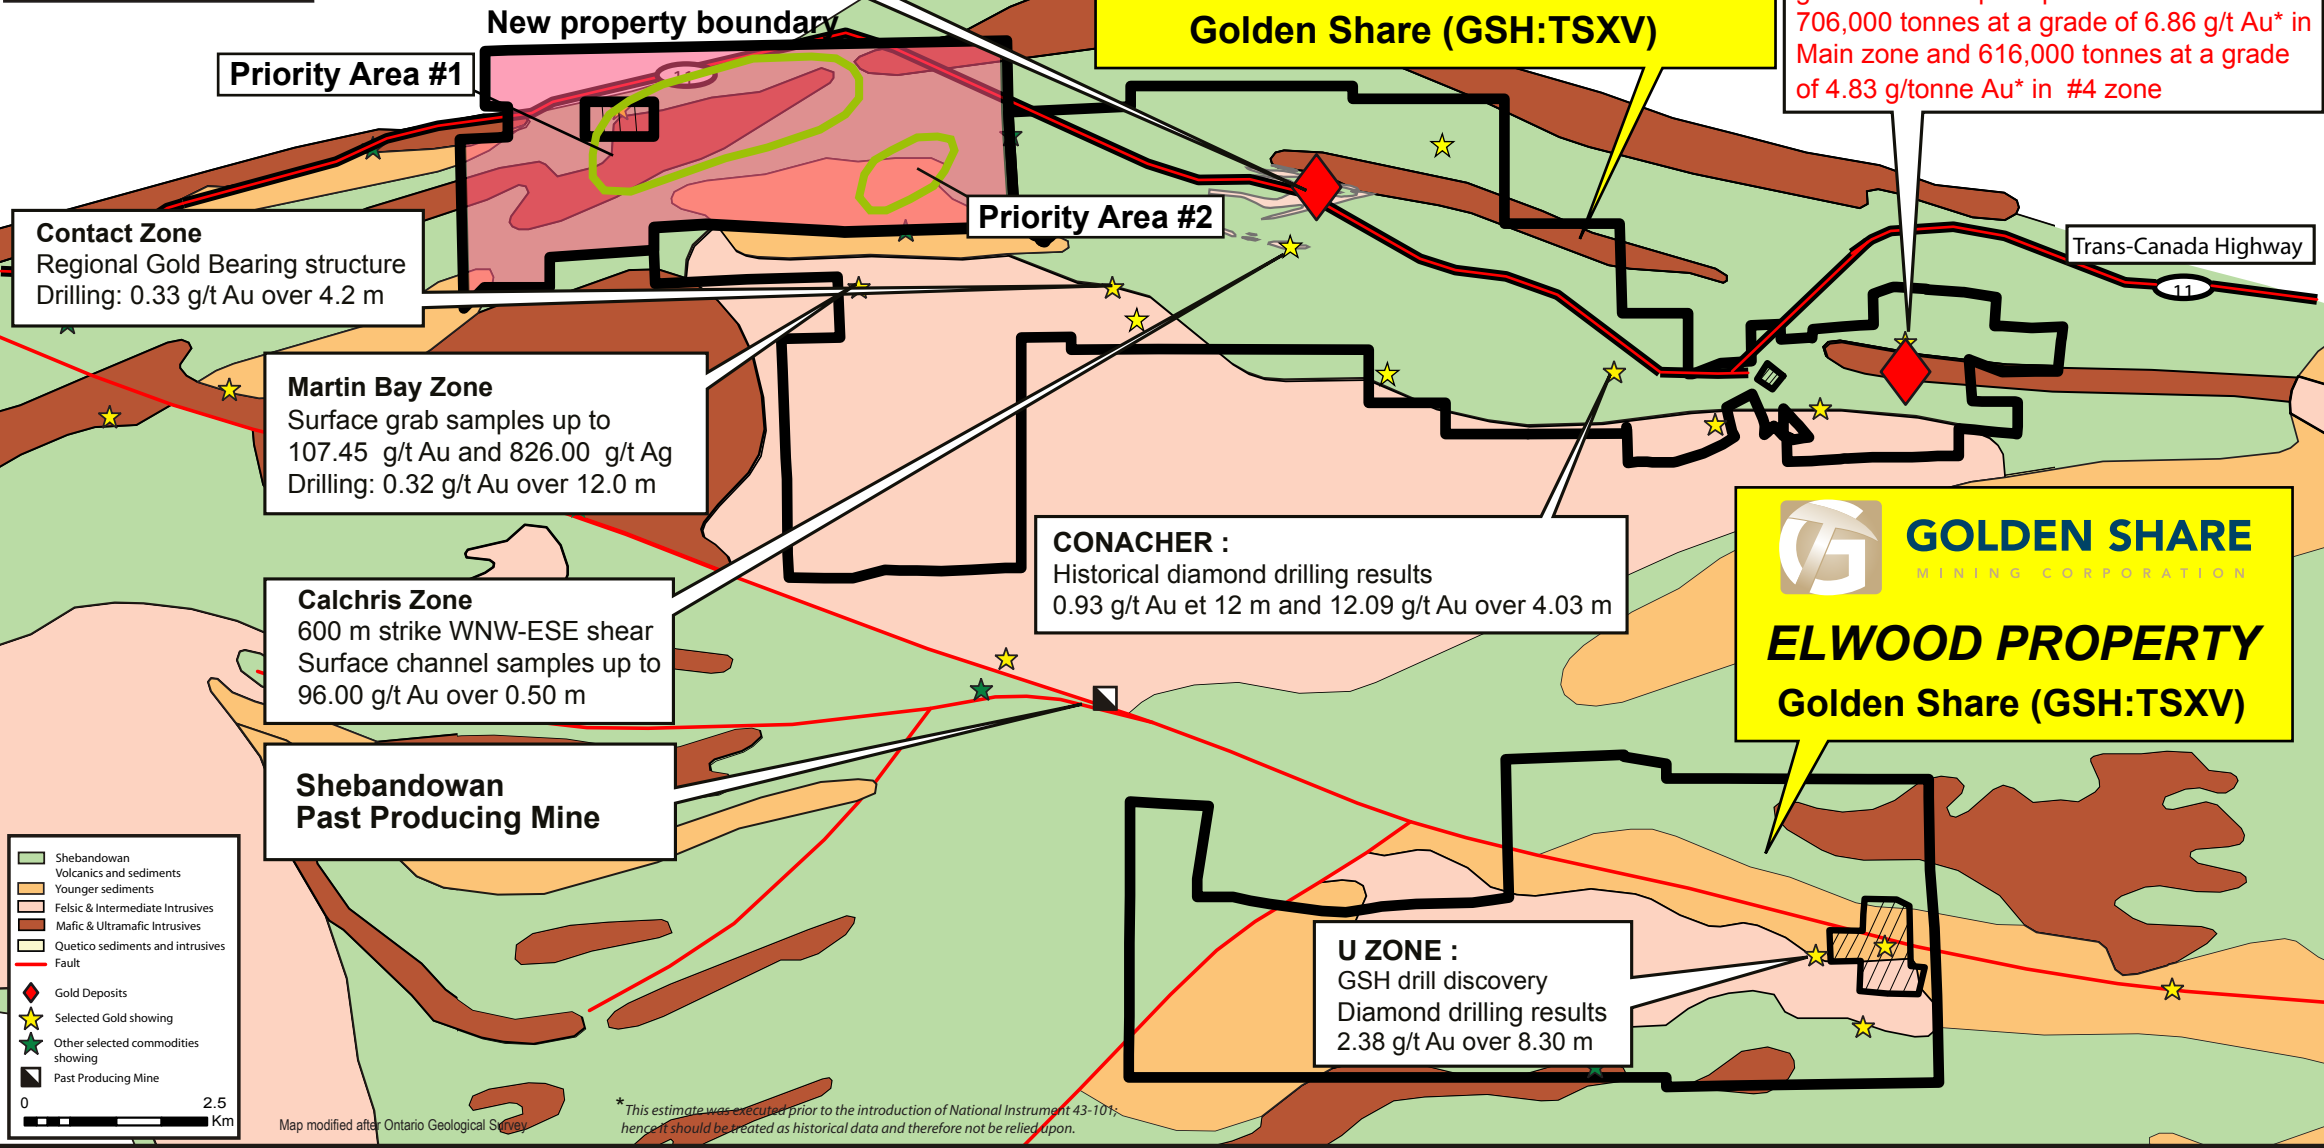 New property boundary
Golden Share (GSH:TSXV)
706,000 tonnes at a grade of 6.86 g/t Au* in
Main zone and 616,000 tonnes at a grade
of 4.83 g/tonne Au* in #4 zone
Priority Area #1
11
Priority Area #2
Contact Zone
Regional Gold Bearing structure
Drilling: 0.33 g/t Au over 4.2 m
Trans-Canada Highway
11
Martin Bay Zone
Surface grab samples up to
107.45 g/t Au and 826.00 g/t Ag
Drilling: 0.32 g/t Au over 12.0 m
CONACHER :
Historical diamond drilling results
0.93 g/t Au et 12 m and 12.09 g/t Au over 4.03 m
GOLDEN SHARE
MINING CORPORATION
ELWOOD PROPERTY
Golden Share (GSH:TSXV)
Calchris Zone
600 m strike WNW-ESE shear
Surface channel samples up to
96.00 g/t Au over 0.50 m
Shebandowan
Past Producing Mine
U ZONE :
GSH drill discovery
Diamond drilling results
2.38 g/t Au over 8.30 m
Shebandowan
Volcanics and sediments
Younger sediments
Felsic & Intermediate Intrusives
Mafic & Ultramafic Intrusives
Quetico sediments and intrusives
Fault
Gold Deposits
Selected Gold showing
Other selected commodities
showing
Past Producing Mine
0 2.5
Km
Map modified after Ontario Geological Survey
*This estimate was executed prior to the introduction of National Instrument 43-101;
hence it should be treated as historical data and therefore not be relied upon.